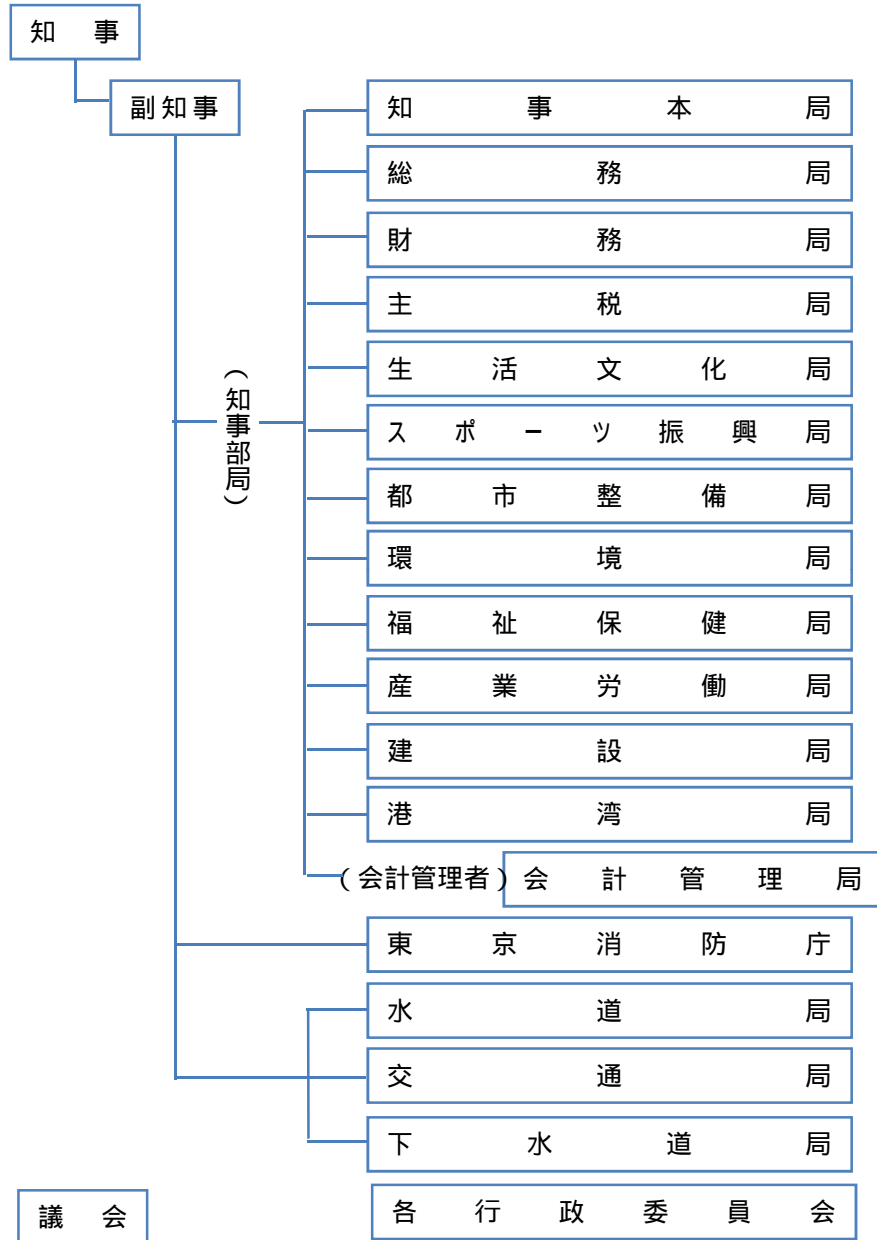 知事
副知事
知事本局
総務局
財務局
主税局
生活文化局
スポーツ振興局
(知事部局)
都市整備局
環境局
福祉保健局
産業労働局
建設局
港湾局
(会計管理者)会計管理局
東京消防庁
水道局
交通局
下水道局
議会
各行政委員会